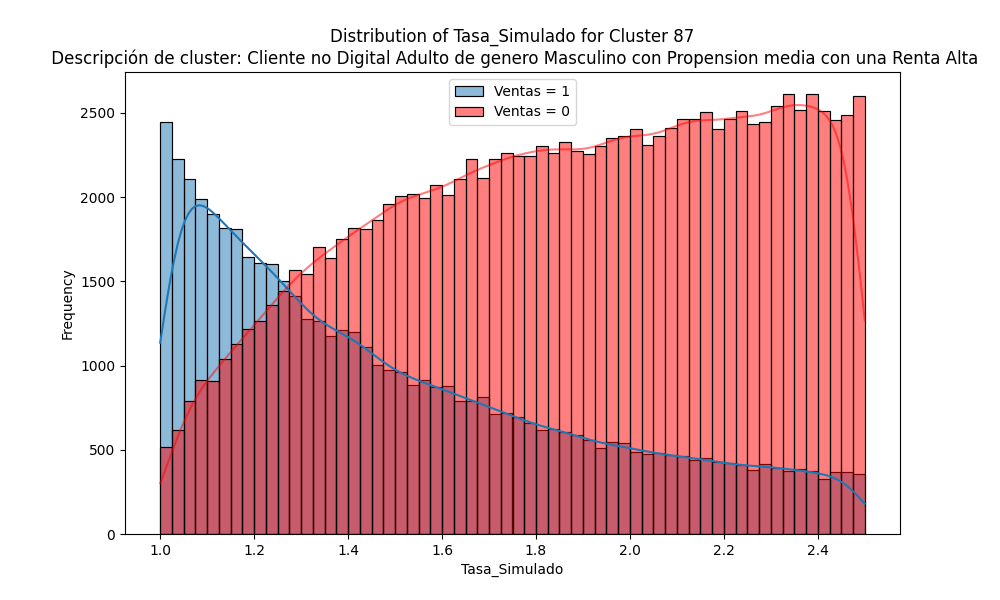 Distribution of Tasa_Simulado for Cluster 87
Descripción de cluster: Cliente no Digital Adulto de genero Masculino con Propension media con una Renta Alta
Ventas = 1
Ventas = 0
Frequency
2500
2000
1500
1000
500
0
1.0 1.2 1.4 1.6 1.8 2.0 2.2 2.4
Tasa_Simulado